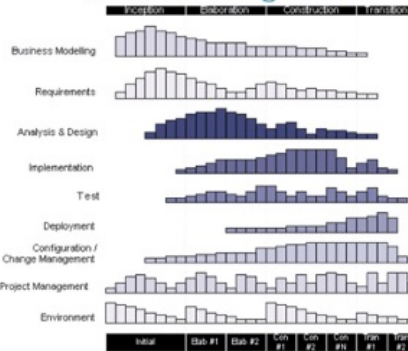 Inception Elaboration Construction Transition
Business Modelling
Requirements
Analysis & Design
Implementation
Test
Deployment
Configuration /
Change Management
Project Management
Environment
Initial Elab #1 Elab #2 Con #1 Con #2 Con #N Tran #1 Tran #2